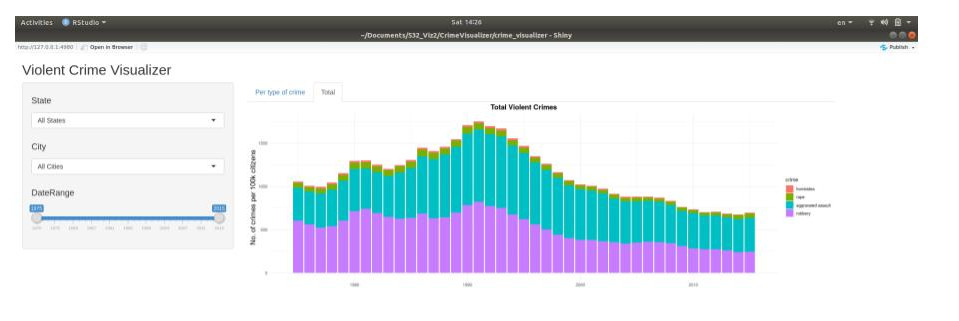 Activities RStudio Sat 14:26 en
~/Documents/532_Viz2/CrimeVisualizer/crime_visualizer - Shiny
http://127.0.0.1:4980 Open in Browser Publish
Violent Crime Visualizer
State
All States
City
All Cities
DateRange
1975
Per type of crime Total
Total Violent Crimes
No. of crimes per 100k citizens
1500
1000
500
0
1980 1990 2000 2010
crime
homicides
rape
aggravated assault
robbery